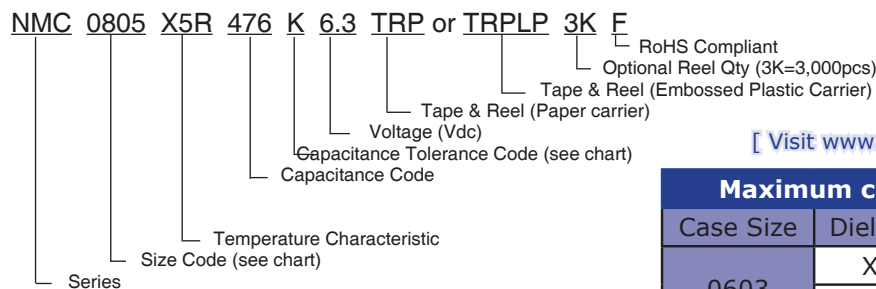 NMC 0805 X5R 476 K 6.3 TRP or TRPLP 3K F
RoHS Compliant
Optional Reel Qty (3K=3,000pcs)
Tape & Reel (Embossed Plastic Carrier)
Tape & Reel (Paper carrier)
Voltage (Vdc)
Capacitance Tolerance Code (see chart)
Capacitance Code
Temperature Characteristic
Size Code (see chart)
Series
[ Visit www
Maximum c
Case Size Diel
X
0603